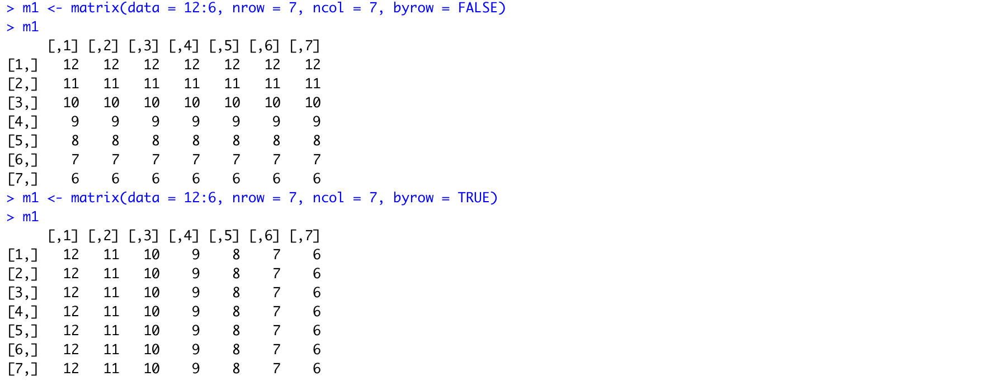 > m1 <- matrix(data = 12:6, nrow = 7, ncol = 7, byrow = FALSE)
> m1
     [,1] [,2] [,3] [,4] [,5] [,6] [,7]
[1,]   12   12   12   12   12   12   12
[2,]   11   11   11   11   11   11   11
[3,]   10   10   10   10   10   10   10
[4,]    9    9    9    9    9    9    9
[5,]    8    8    8    8    8    8    8
[6,]    7    7    7    7    7    7    7
[7,]    6    6    6    6    6    6    6
> m1 <- matrix(data = 12:6, nrow = 7, ncol = 7, byrow = TRUE)
> m1
     [,1] [,2] [,3] [,4] [,5] [,6] [,7]
[1,]   12   11   10    9    8    7    6
[2,]   12   11   10    9    8    7    6
[3,]   12   11   10    9    8    7    6
[4,]   12   11   10    9    8    7    6
[5,]   12   11   10    9    8    7    6
[6,]   12   11   10    9    8    7    6
[7,]   12   11   10    9    8    7    6